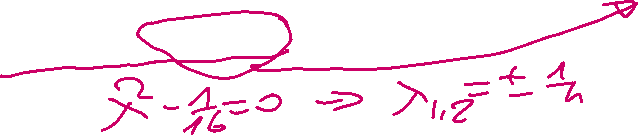 λ² - 1/16 = 0 → λ₁,₂ = ± 1/4